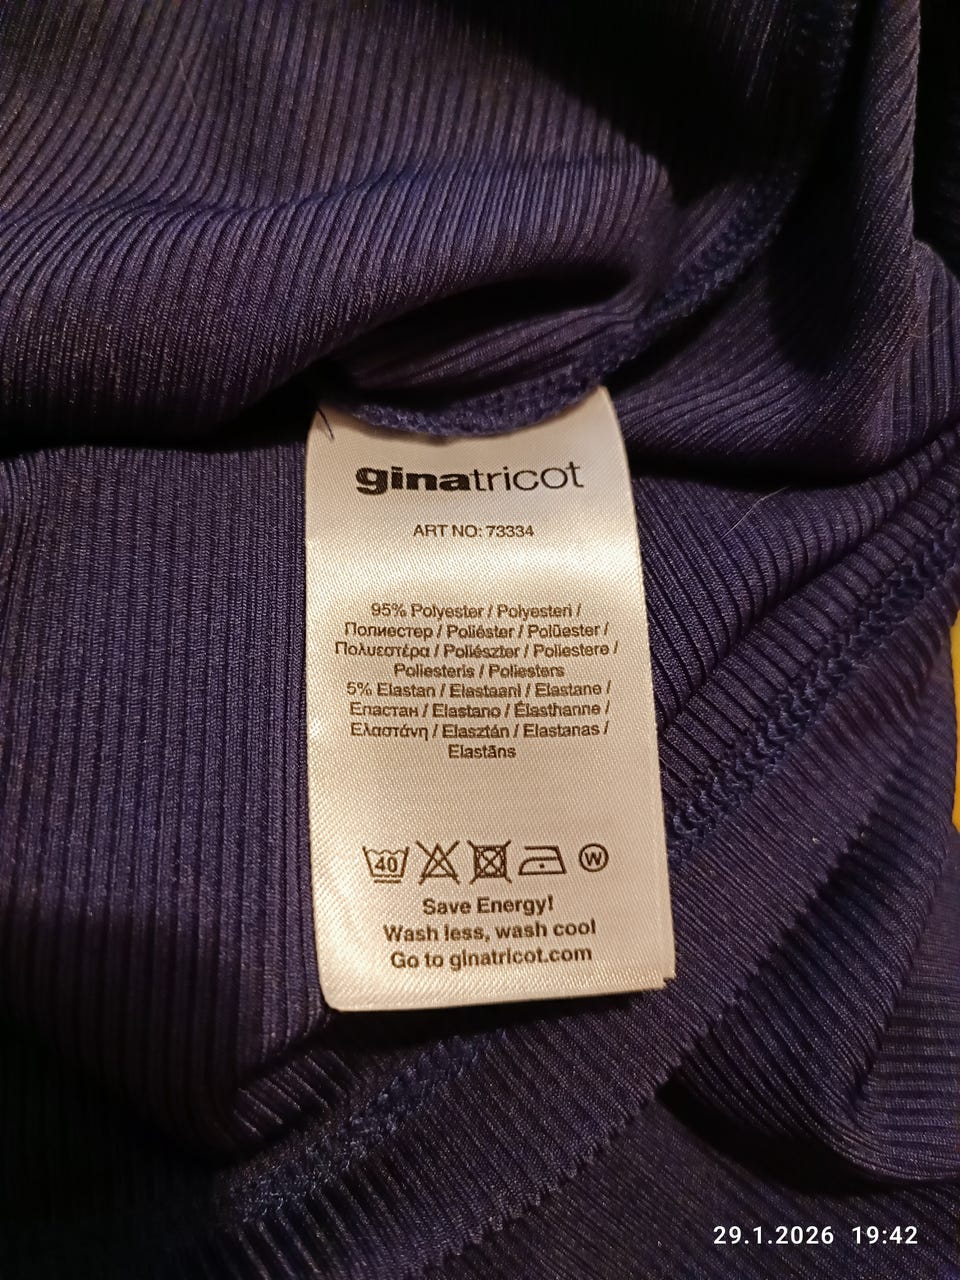 ginatricot
ART NO: 73334
95% Polyester / Polyesteri /
Полиестер / Poliéster / Polüester /
Πολυεστέρα / Poliészter / Poliestere /
Poliesteris / Poliesters
5% Elastan / Elastaani / Elastane /
Еластан / Elastano / Élasthanne /
Ελαστάνη / Elasztán / Elastanas /
Elastāns
40
W
Save Energy!
Wash less, wash cool
Go to ginatricot.com
29.1.2026 19:42